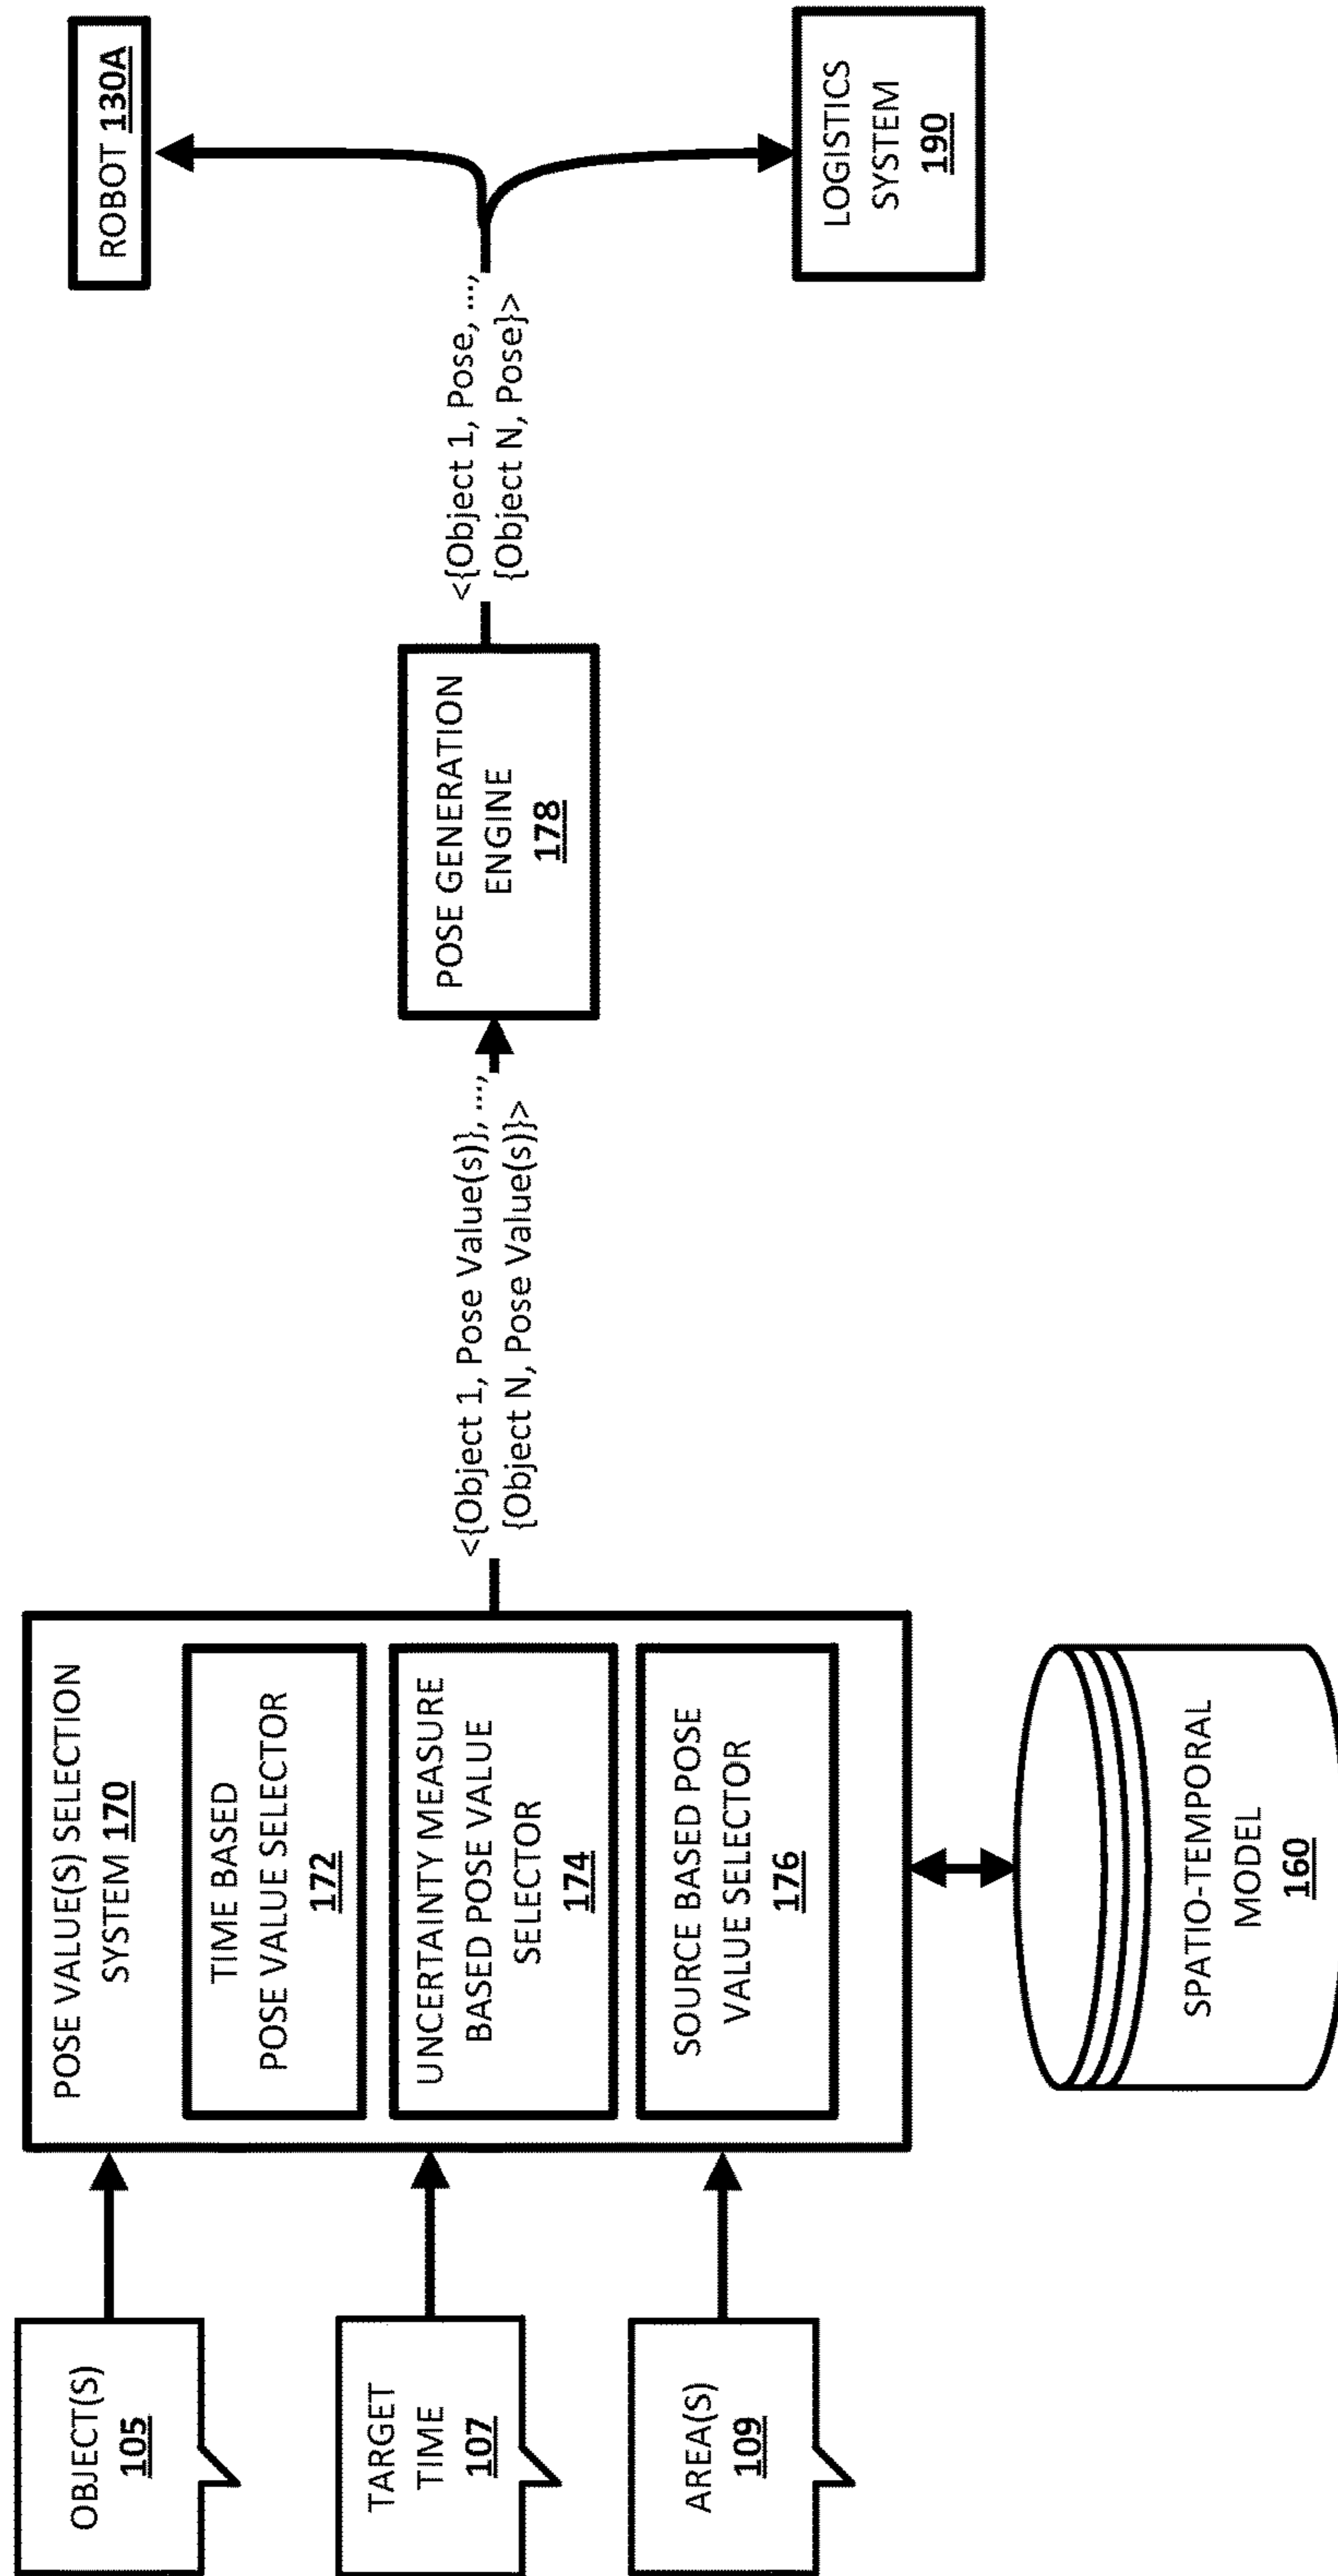 OBJECT(S)
105
TARGET
TIME
107
AREA(S)
109
POSE VALUE(S) SELECTION
SYSTEM 170
TIME BASED
POSE VALUE SELECTOR
172
UNCERTAINTY MEASURE
BASED POSE VALUE
SELECTOR
174
SOURCE BASED POSE
VALUE SELECTOR
176
SPATIO-TEMPORAL
MODEL
160
<{Object 1, Pose Value(s)}, ...,
{Object N, Pose Value(s)}>
POSE GENERATION
ENGINE
178
<{Object 1, Pose, ...,
{Object N, Pose}>
ROBOT 130A
LOGISTICS
SYSTEM
190